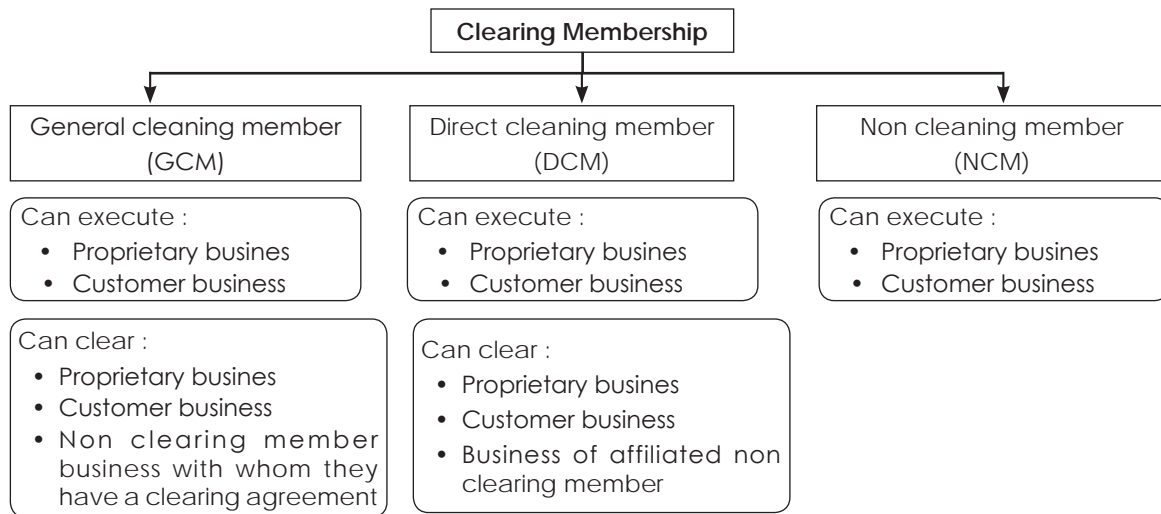 Clearing Membership
General cleaning member
(GCM)
Direct cleaning member
(DCM)
Non cleaning member
(NCM)
Can execute :
• Proprietary busines
• Customer business
Can execute :
• Proprietary busines
• Customer business
Can execute :
• Proprietary busines
• Customer business
Can clear :
• Proprietary busines
• Customer business
• Non clearing member
business with whom they
have a clearing agreement
Can clear :
• Proprietary busines
• Customer business
• Business of affiliated non
clearing member